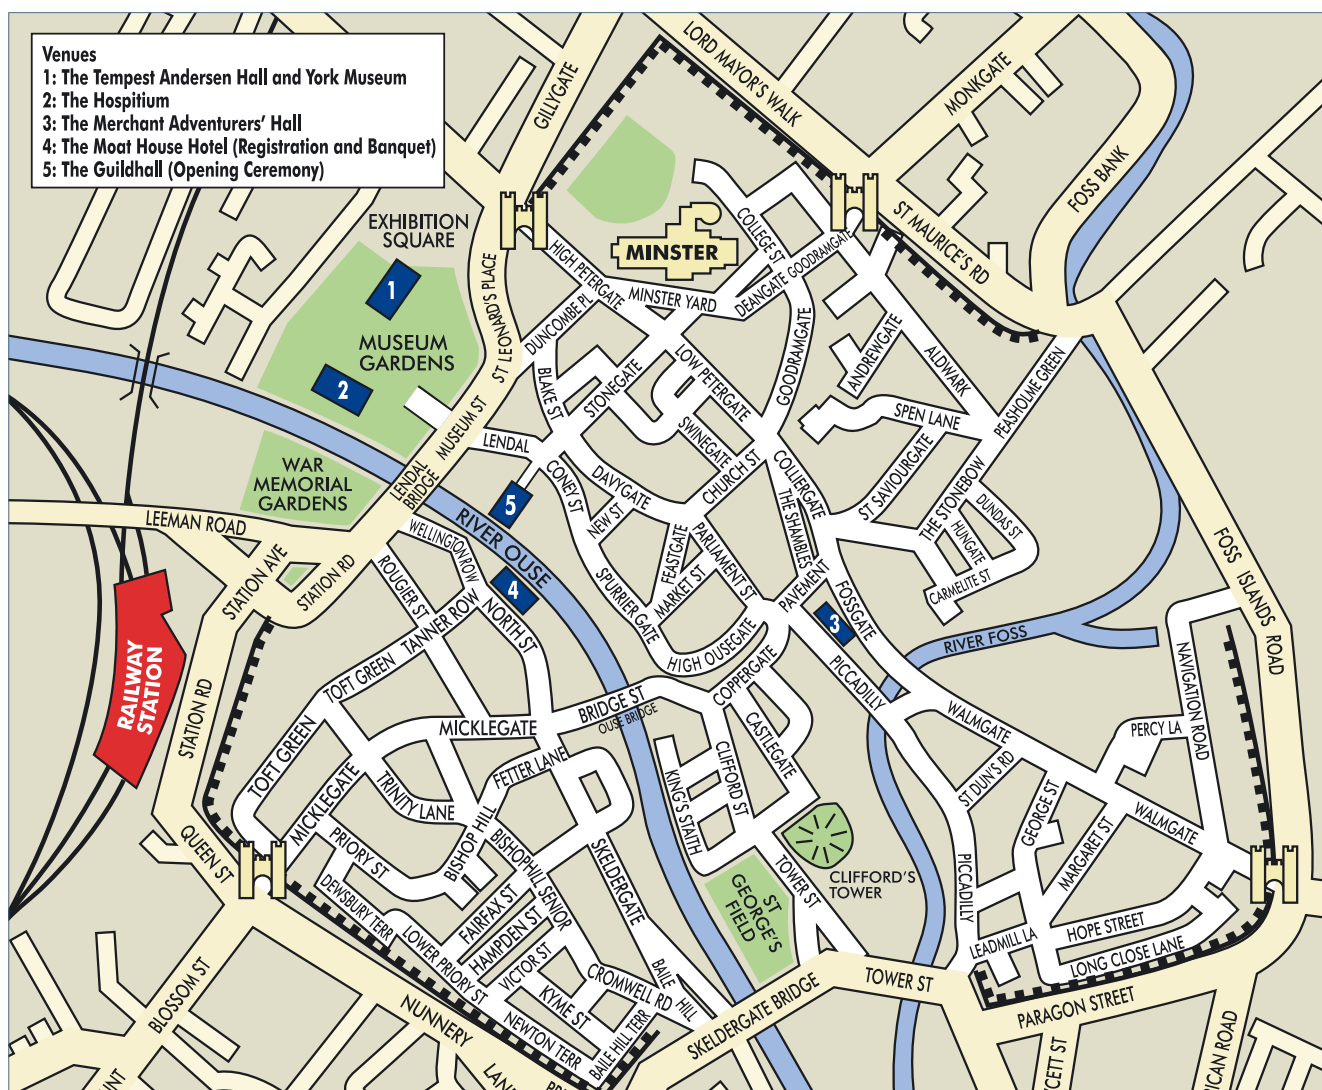 Venues
1: The Tempest Andersen Hall and York Museum
2: The Hospitium
3: The Merchant Adventurers' Hall
4: The Moat House Hotel (Registration and Banquet)
5: The Guildhall (Opening Ceremony)
GILLYGATE
LORD MAYOR'S WALK
MONKGATE
FOSS BANK
ST MAURICE'S RD
EXHIBITION
SQUARE
1
MUSEUM
GARDENS
2
ST LEONARD'S PLACE
HIGH PETERGATE
MINSTER
COLLEGE ST
GOODRAMGATE
DEANGATE
MINSTER YARD
DUNCOMBE PL
BLAKE ST
STONEGATE
LOW PETERGATE
GOODRAMGATE
ANDREWGATE
ALDWARK
PEASHOLME GREEN
SPEN LANE
SWINEGATE
CHURCH ST
ST SAVIOURGATE
THE STONEBOW
DUNDAS ST
HUNGATE
CARMELITE ST
COLLIERGATE
THE SHAMBLES
MUSEUM ST
LENDAL
LENDAL
BRIDGE
WAR
MEMORIAL
GARDENS
LEEMAN ROAD
STATION AVE
STATION RD
WELLINGTON ROW
RIVER OUSE
5
4
CONEY ST
DAVYGATE
NEW ST
FEASTGATE
MARKET ST
PARLIAMENT ST
SPURRIER GATE
HIGH OUSEGATE
PAVEMENT
3
FOSSGATE
PICCADILLY
COPPERGATE
CASTLEGATE
CLIFFORD ST
KING'S STAITH
RIVER FOSS
FOSS ISLANDS ROAD
NAVIGATION ROAD
PERCY LA
WALMGATE
WALMGATE
ST DUN'S RD
GEORGE ST
MARGARET ST
PICCADILLY
LEADMILL LA
HOPE STREET
LONG CLOSE LANE
PARAGON STREET
RAILWAY
STATION
STATION RD
QUEEN ST
ROUGIER ST
TANNER ROW
TOFT GREEN
TOFT GREEN
NORTH ST
MICKLEGATE
MICKLEGATE
BRIDGE ST
OUSE BRIDGE
FETTER LANE
TRINITY LANE
BISHOP HILL
PRIORY ST
DEWSBURY TERR
LOWER PRIORY ST
FAIRFAX ST
HAMPDEN ST
VICTOR ST
KYME ST
NEWTON TERR
BISHOPHILL SENIOR
SKELDERGATE
CROMWELL RD
BAILE HILL
BAILE HILL TERR
SKELDERGATE BRIDGE
TOWER ST
TOWER ST
ST
GEORGE'S
FIELD
CLIFFORD'S
TOWER
BLOSSOM ST
NUNNERY